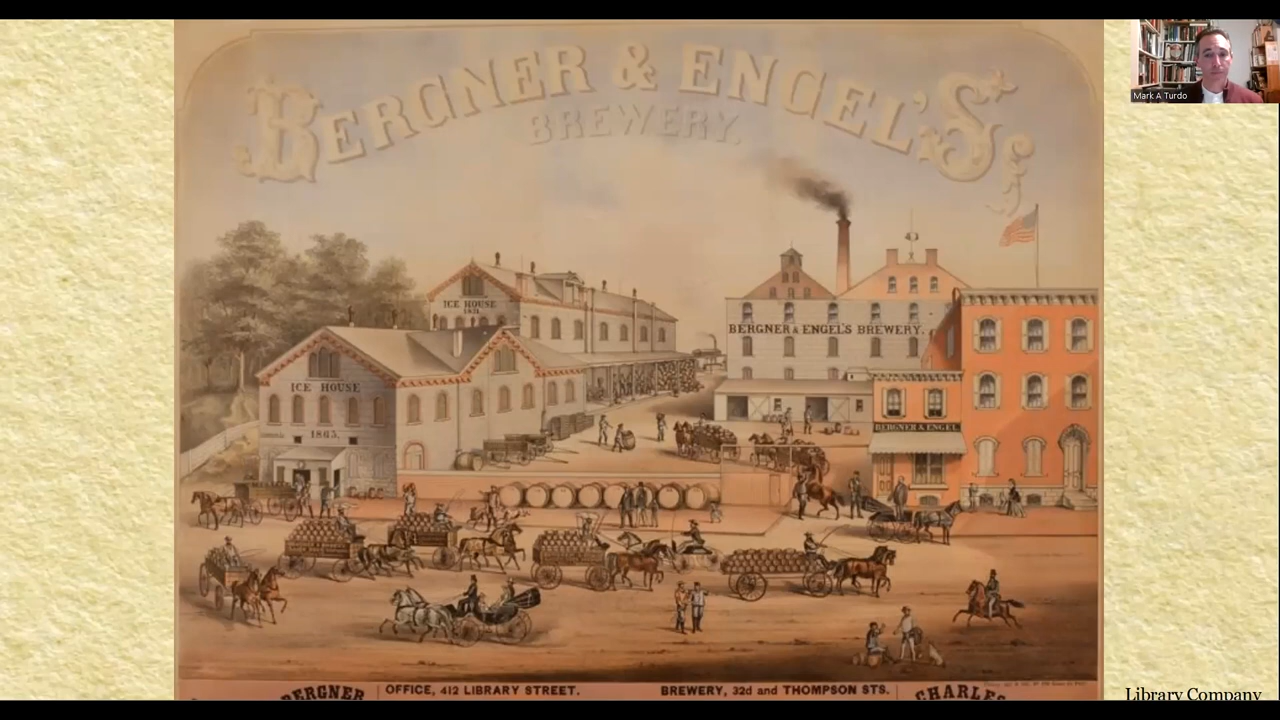 BERGNER & ENGEL'S
BREWERY.
Mark A Turdo
ICE HOUSE
1871
BERGNER & ENGEL'S BREWERY.
ICE HOUSE
1865.
BERGNER & ENGEL
BERGNER
OFFICE, 412 LIBRARY STREET.
BREWERY, 32d and THOMPSON STS.
CHARLES
Library Company